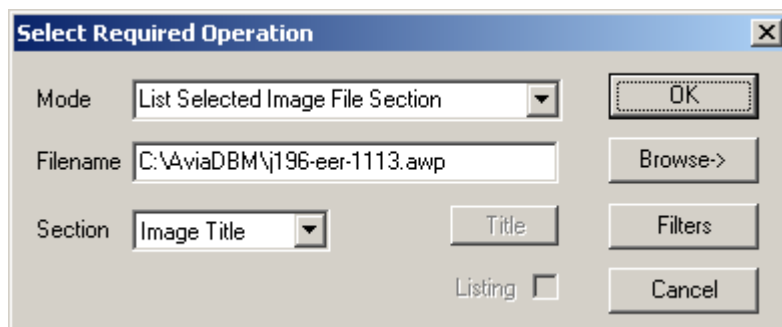 Select Required Operation
Mode List Selected Image File Section OK
Filename C:\AviaDBM\j196-eer-1113.awp Browse->
Section Image Title Title Filters
Listing Cancel